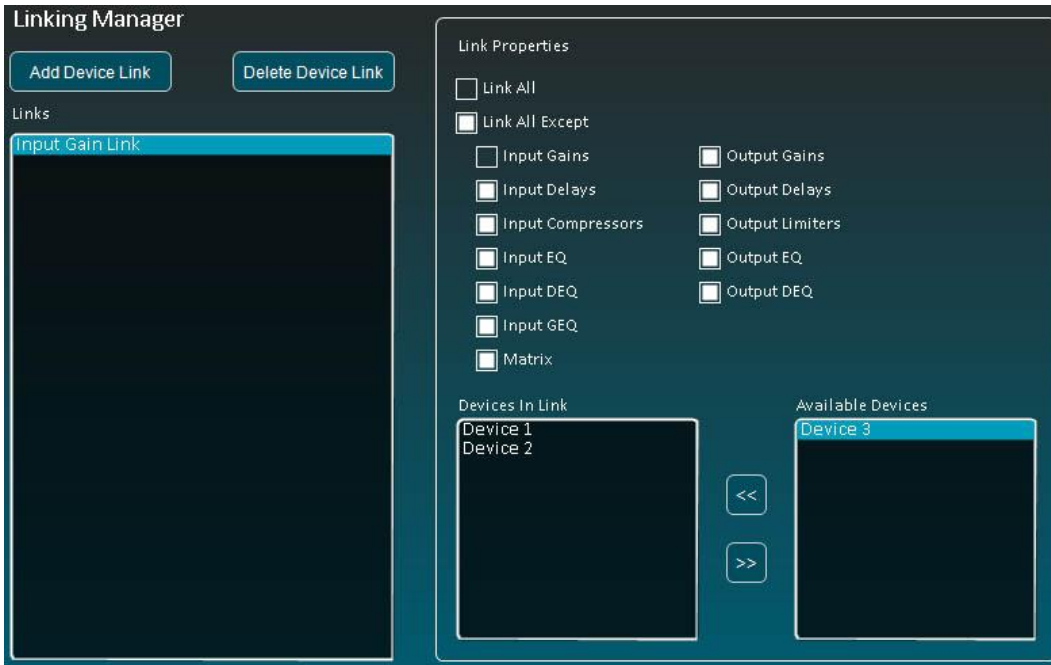 Linking Manager
Add Device Link
Delete Device Link
Links
Input Gain Link
Link Properties
Link All
Link All Except
Input Gains
Output Gains
Input Delays
Output Delays
Input Compressors
Output Limiters
Input EQ
Output EQ
Input DEQ
Output DEQ
Input GEQ
Matrix
Devices In Link
Device 1
Device 2
<<
>>
Available Devices
Device 3